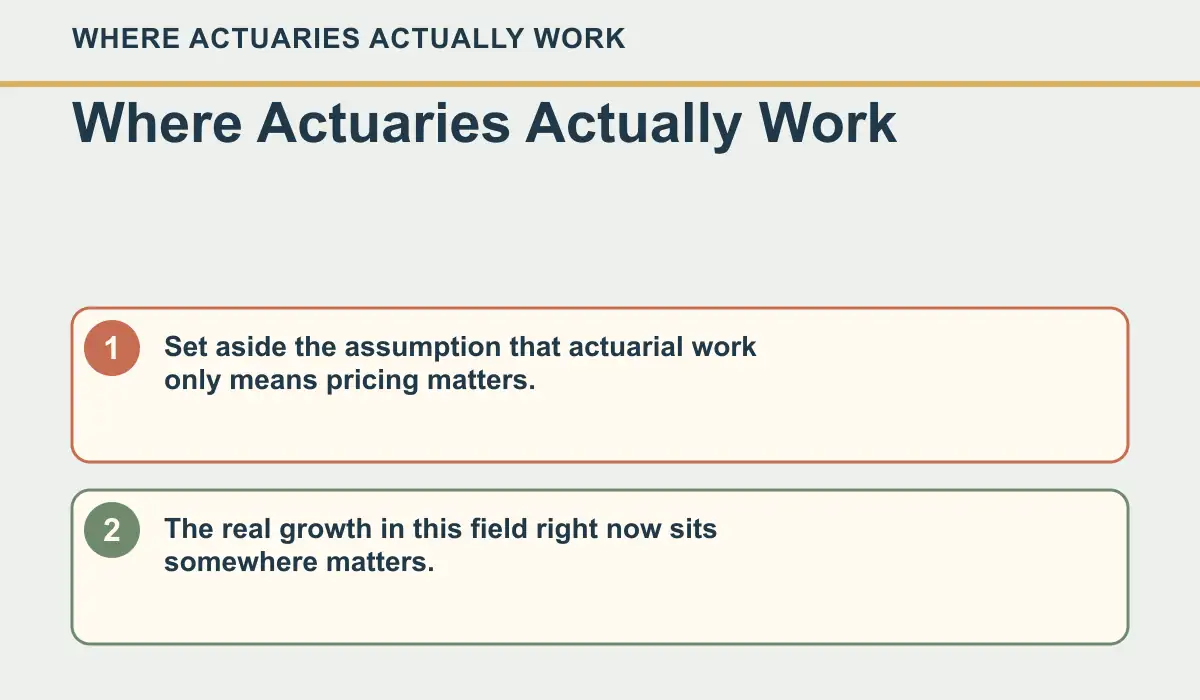 WHERE ACTUARIES ACTUALLY WORK
Where Actuaries Actually Work
1
Set aside the assumption that actuarial work
only means pricing matters.
2
The real growth in this field right now sits
somewhere matters.